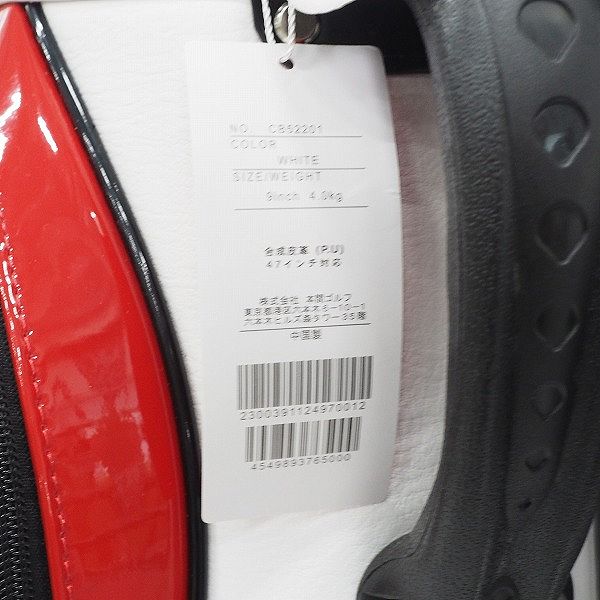 NO. CB52201
COLOR
WHITE
SIZE/WEIGHT
9inch 4.0kg
合成皮革 (P.U)
47インチ対応
株式会社 本間ゴルフ
東京都港区六本木6-10-1
六本木ヒルズ森タワー35階
中国製
2300391124970012
4549893765000